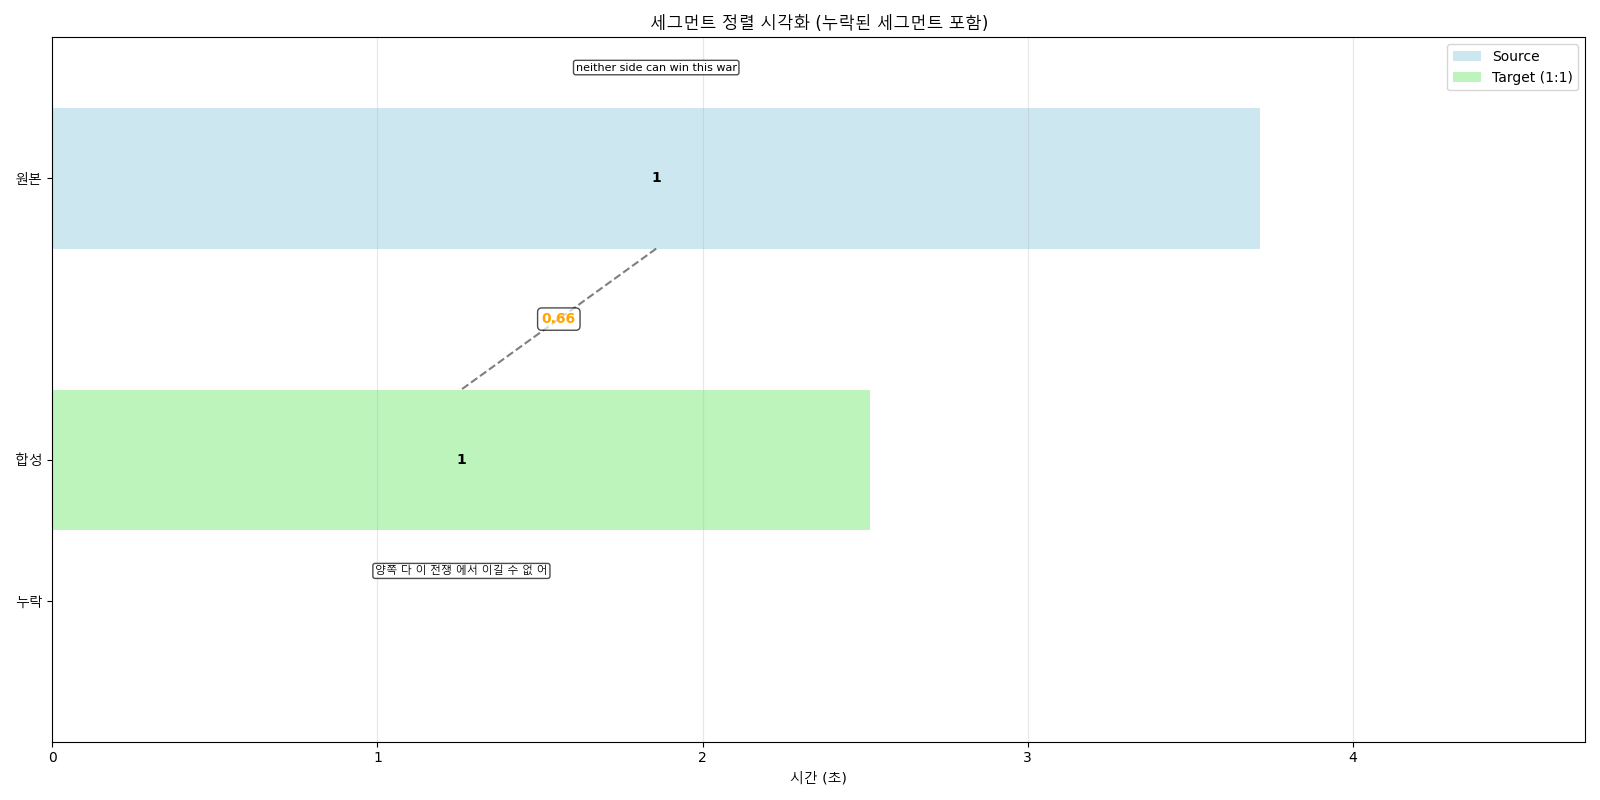 세그먼트 정렬 시각화 (누락된 세그먼트 포함)
neither side can win this war
Source
Target (1:1)
원본
1
0.66
합성
1
양쪽 다 이 전쟁 에서 이길 수 없 어
누락
0 1 2 3 4
시간 (초)